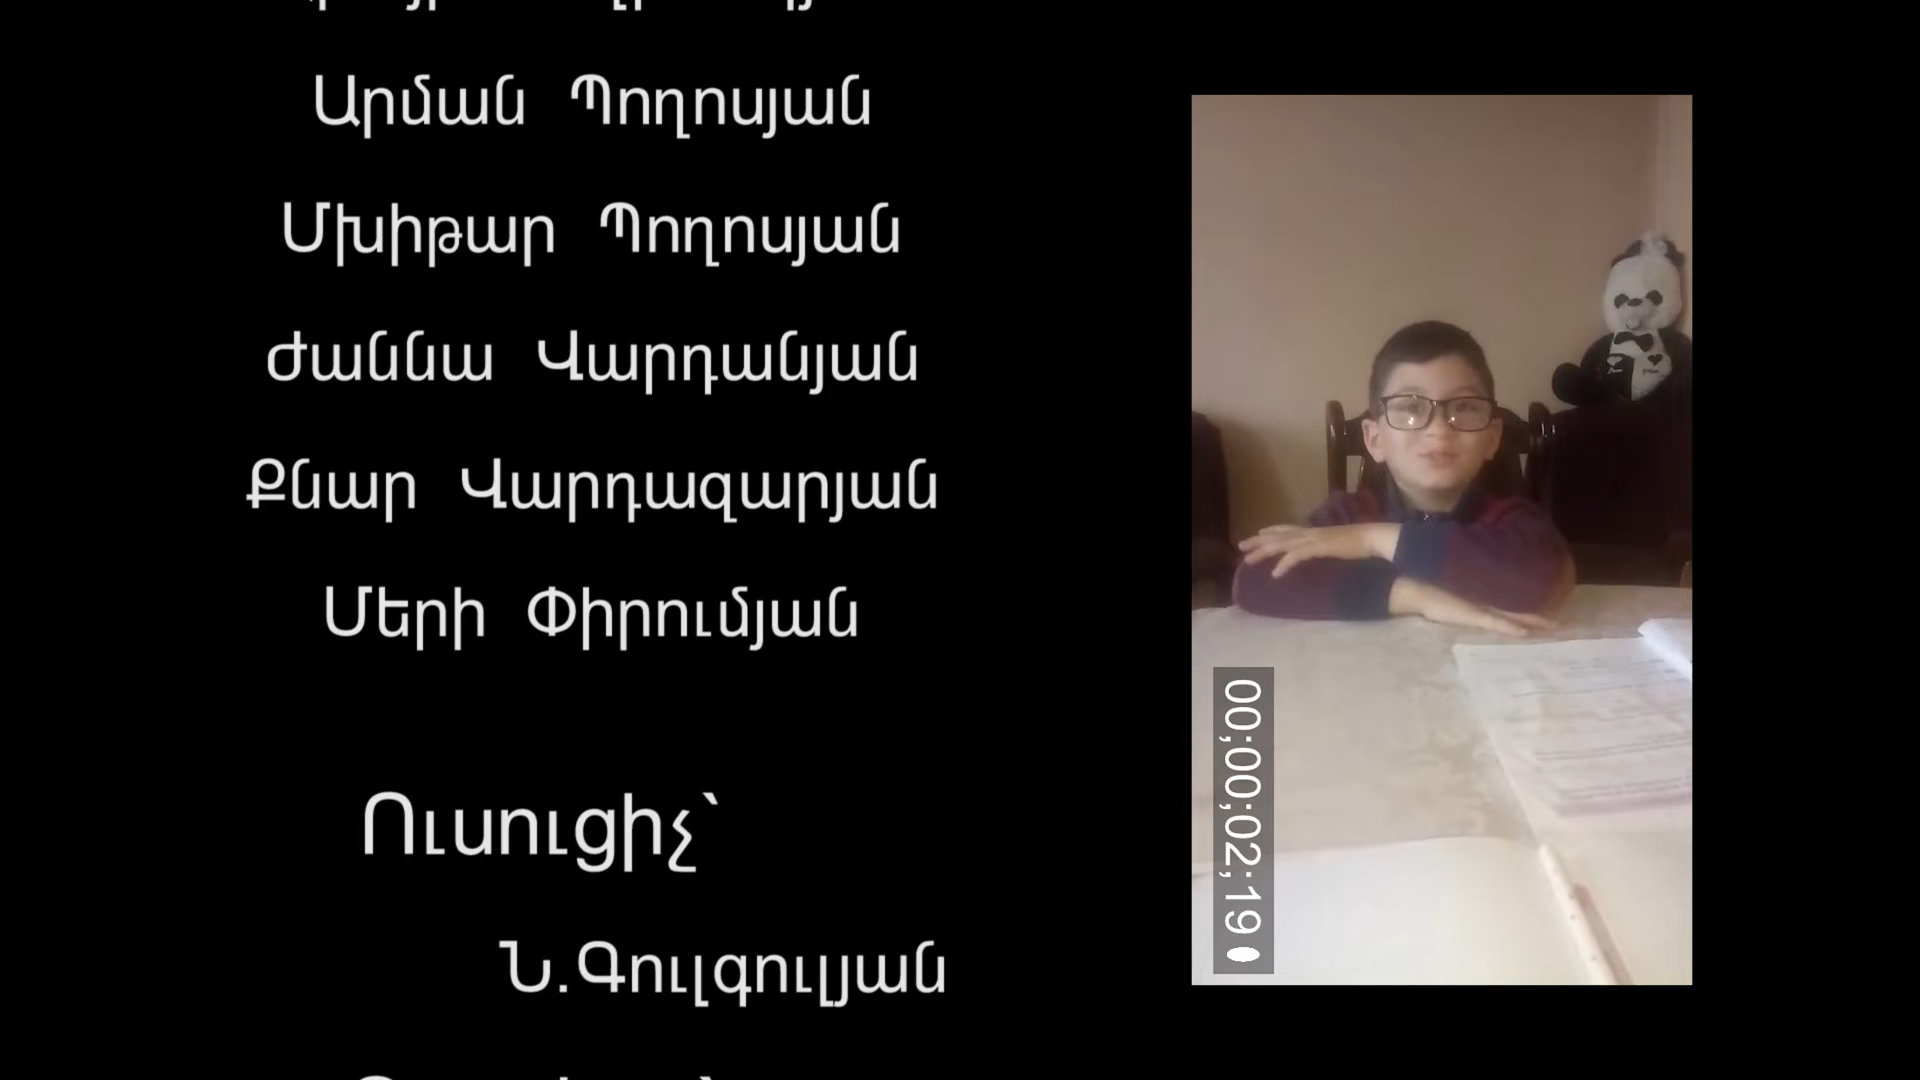 Արման Պողոսյան
Մխիթար Պողոսյան
Ժաննա Վարդանյան
Քնար Վարդազարյան
Մերի Փիրումյան
Ուսուցիչ՝
Ն.Գուլգուլյան
00;00;02;19